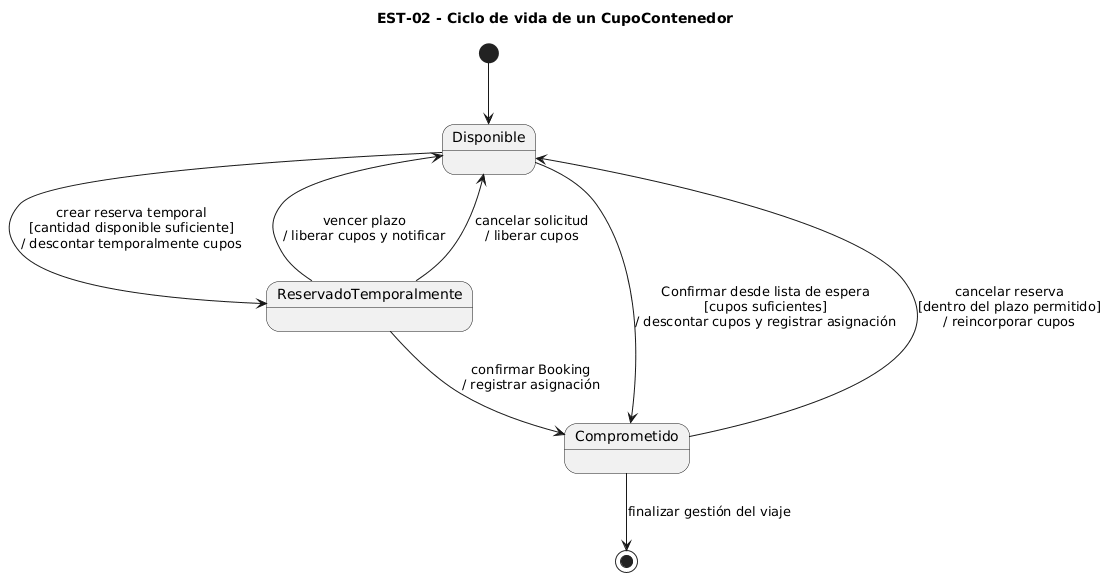 EST-02 - Ciclo de vida de un CupoContenedor
Disponible
crear reserva temporal
[cantidad disponible suficiente]
/ descontar temporalmente cupos
vencer plazo
/ liberar cupos y notificar
cancelar solicitud
/ liberar cupos
ReservadoTemporalmente
Confirmar desde lista de espera
[cupos suficientes]
/ descontar cupos y registrar asignación
cancelar reserva
[dentro del plazo permitido]
/ reincorporar cupos
confirmar Booking
/ registrar asignación
Comprometido
finalizar gestión del viaje